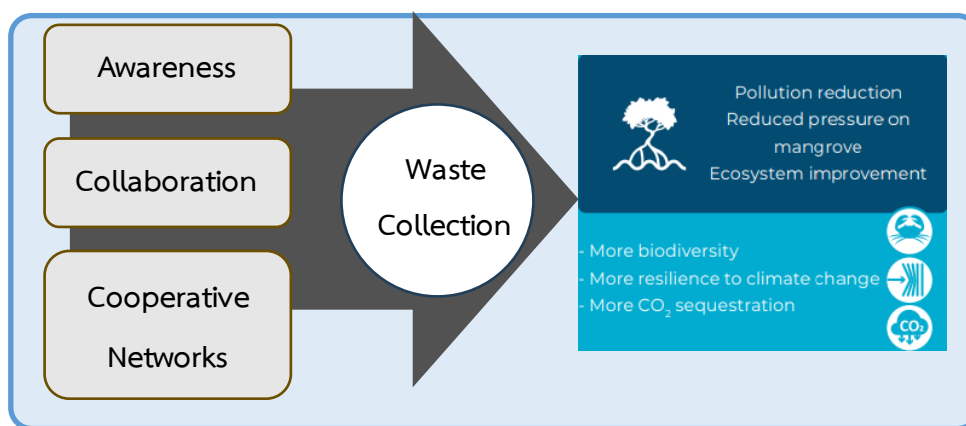 Awareness
Collaboration
Cooperative
Networks
Waste
Collection
Pollution reduction
Reduced pressure on
mangrove
Ecosystem improvement
- More biodiversity
- More resilience to climate change
- More CO₂ sequestration
CO₂